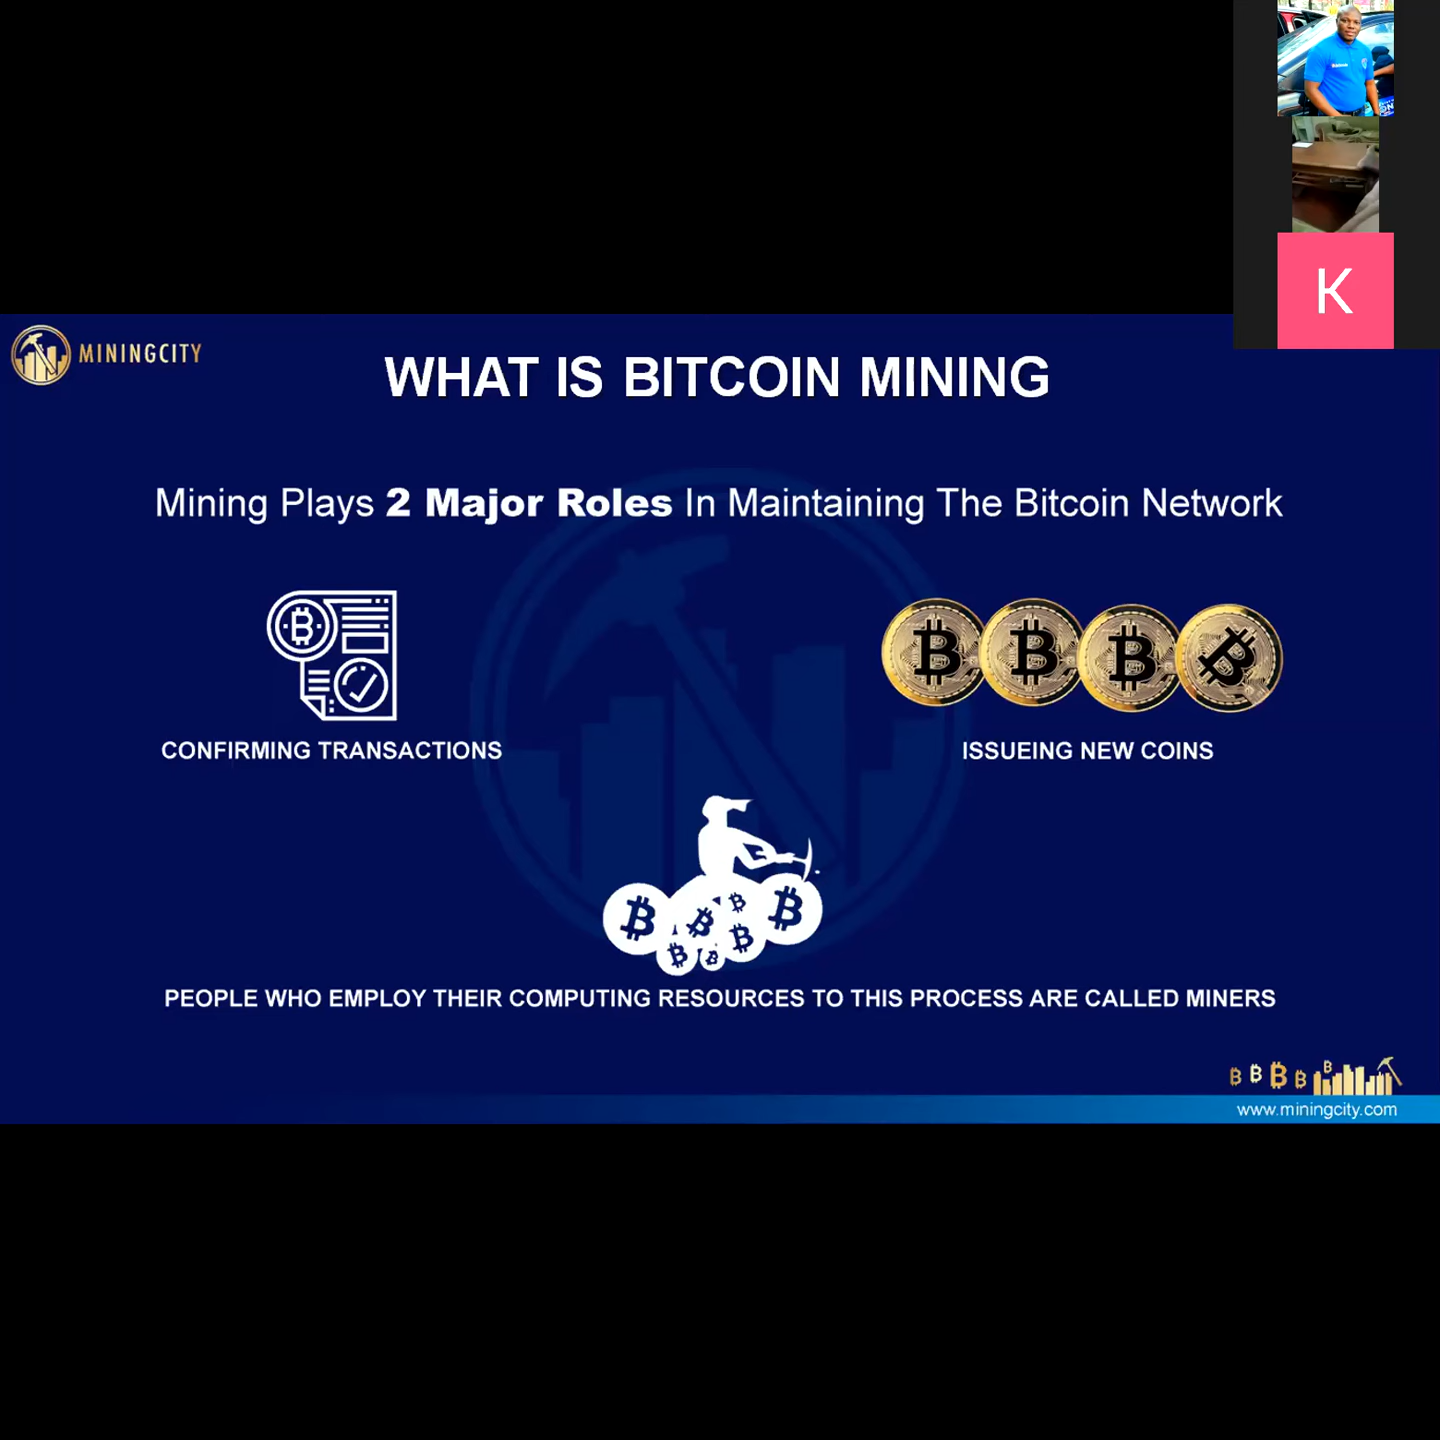 K
MININGCITY
WHAT IS BITCOIN MINING
Mining Plays 2 Major Roles In Maintaining The Bitcoin Network
CONFIRMING TRANSACTIONS
ISSUEING NEW COINS
PEOPLE WHO EMPLOY THEIR COMPUTING RESOURCES TO THIS PROCESS ARE CALLED MINERS
www.miningcity.com